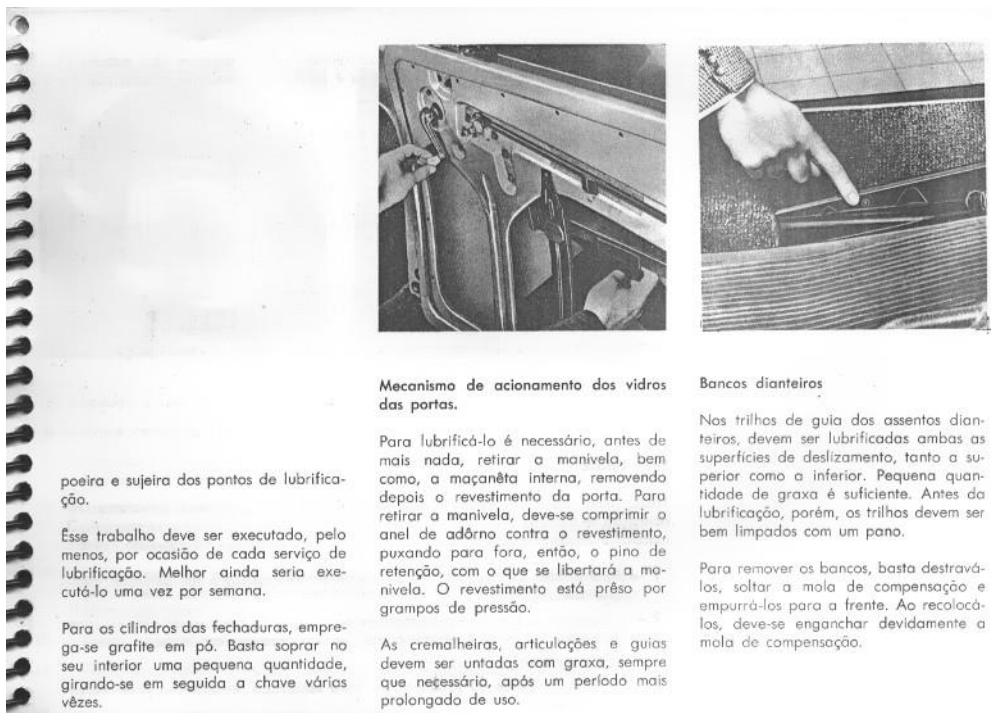 poeira e sujeira dos pontos de lubrifica-
ção.
Êsse trabalho deve ser executado, pelo
menos, por ocasião de cada serviço de
lubrificação. Melhor ainda seria exe-
cutá-lo uma vez por semana.
Para os cilindros das fechaduras, empre-
ga-se grafite em pó. Basta soprar no
seu interior uma pequena quantidade,
girando-se em seguida a chave várias
vêzes.
Mecanismo de acionamento dos vidros
das portas.
Para lubrificá-lo é necessário, antes de
mais nada, retirar a manivela, bem
como, a maçanêta interna, removendo
depois o revestimento da porta. Para
retirar a manivela, deve-se comprimir o
anel de adôrno contra o revestimento,
puxando para fora, então, o pino de
retenção, com o que se libertará a ma-
nivela. O revestimento está prêso por
grampos de pressão.
As cremalheiras, articulações e guias
devem ser untadas com graxa, sempre
que necessário, após um período mais
prolongado de uso.
Bancos dianteiros
Nos trilhos de guia dos assentos dian-
teiros, devem ser lubrificadas ambas as
superfícies de deslizamento, tanto a su-
perior como a inferior. Pequena quan-
tidade de graxa é suficiente. Antes da
lubrificação, porém, os trilhos devem ser
bem limpados com um pano.
Para remover os bancos, basta destravá-
los, soltar a mola de compensação e
empurrá-los para a frente. Ao recolocá-
los, deve-se enganchar devidamente a
mola de compensação.